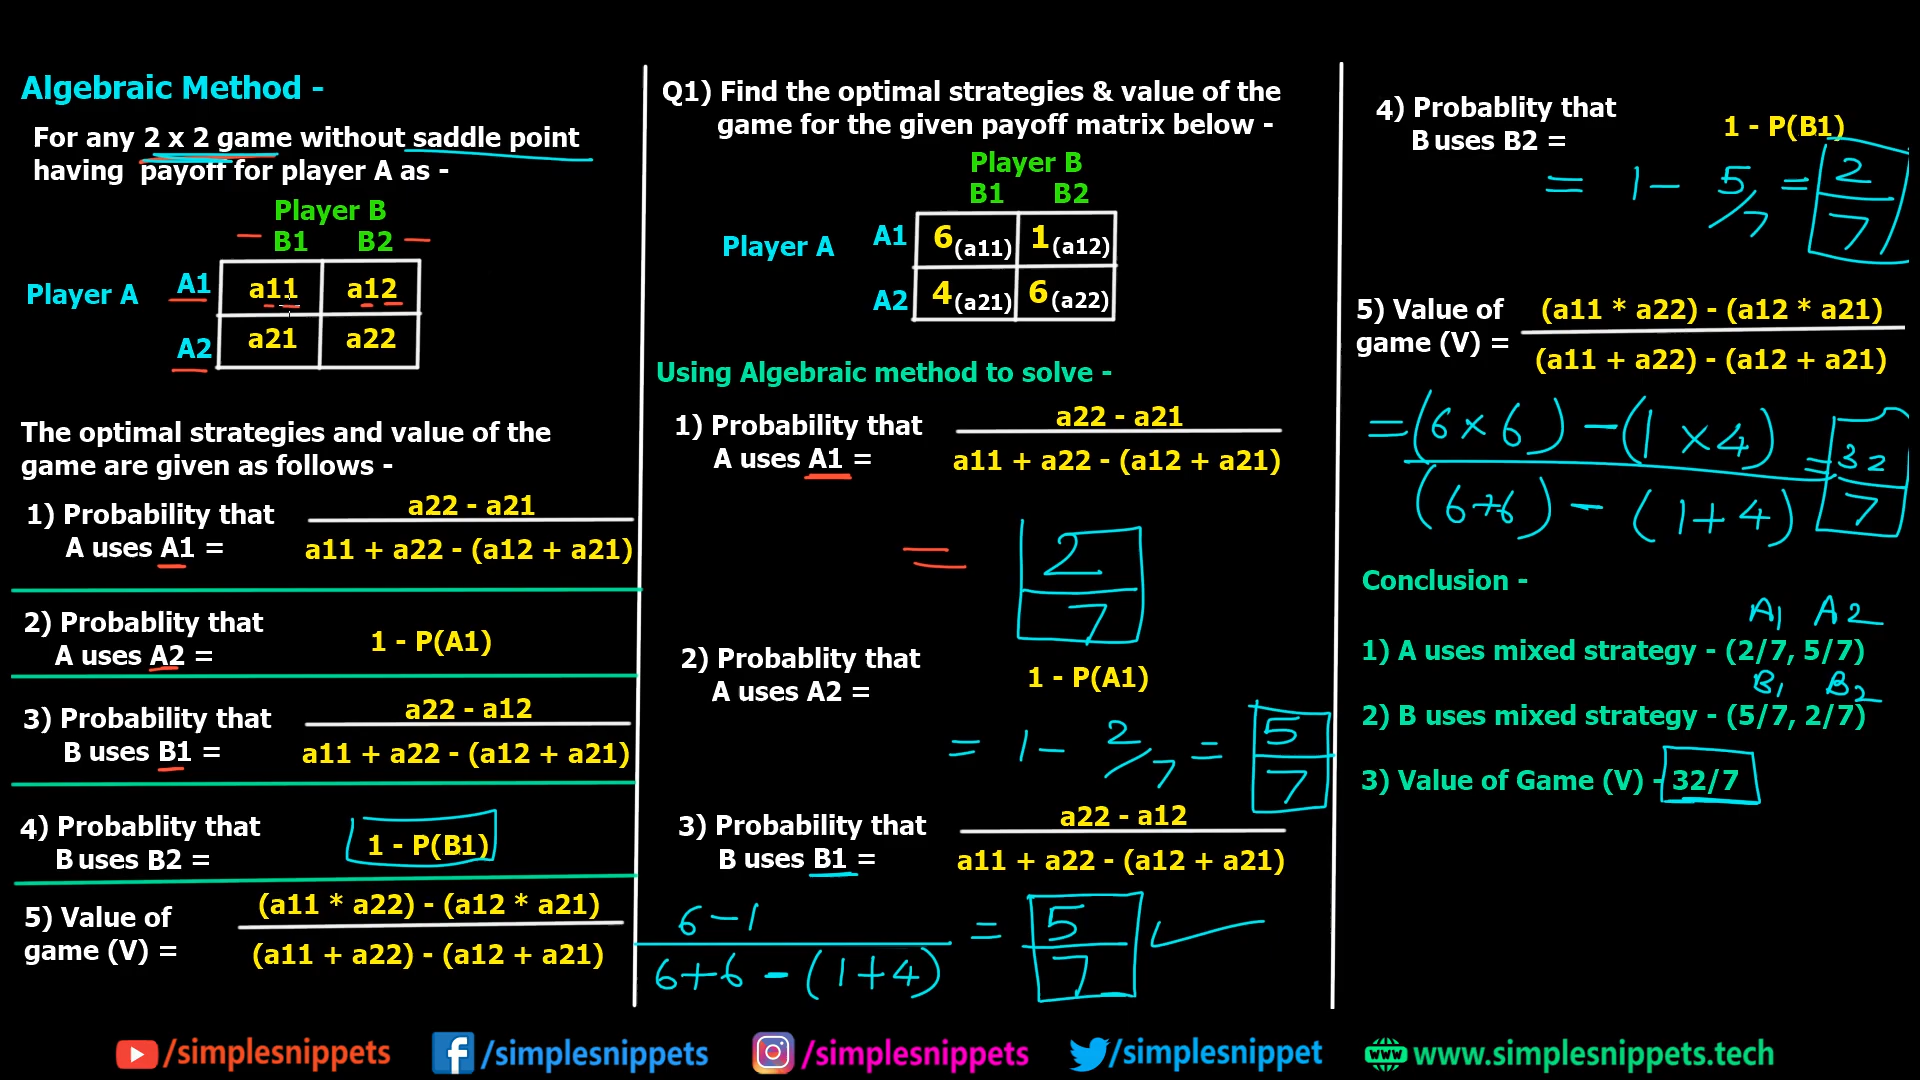 Algebraic Method -
For any 2 x 2 game without saddle point
having payoff for player A as -
Player B
B1 B2
Player A
A1 a11 a12
A2 a21 a22
The optimal strategies and value of the
game are given as follows -
1) Probability that
A uses A1 =
a22 - a21
a11 + a22 - (a12 + a21)
2) Probablity that
A uses A2 =
1 - P(A1)
3) Probability that
B uses B1 =
a22 - a12
a11 + a22 - (a12 + a21)
4) Probablity that
B uses B2 =
1 - P(B1)
5) Value of
game (V) =
(a11 * a22) - (a12 * a21)
(a11 + a22) - (a12 + a21)
Q1) Find the optimal strategies & value of the
game for the given payoff matrix below -
Player B
B1 B2
Player A
A1 6(a11) 1(a12)
A2 4(a21) 6(a22)
Using Algebraic method to solve -
1) Probability that
A uses A1 =
a22 - a21
a11 + a22 - (a12 + a21)
= 2
7
2) Probablity that
A uses A2 =
1 - P(A1)
= 1 - 2/7 = 5
7
3) Probability that
B uses B1 =
a22 - a12
a11 + a22 - (a12 + a21)
6 - 1
6 + 6 - (1 + 4)
= 5
7
4) Probablity that
B uses B2 =
1 - P(B1)
= 1 - 5/7 = 2
7
5) Value of
game (V) =
(a11 * a22) - (a12 * a21)
(a11 + a22) - (a12 + a21)
= (6 × 6) - (1 × 4)
(6+6) - (1 + 4)
= 32
7
Conclusion -
A1 A2
1) A uses mixed strategy - (2/7, 5/7)
B1 B2
2) B uses mixed strategy - (5/7, 2/7)
3) Value of Game (V) - 32/7
/simplesnippets
/simplesnippets
/simplesnippets
/simplesnippet
www.simplesnippets.tech